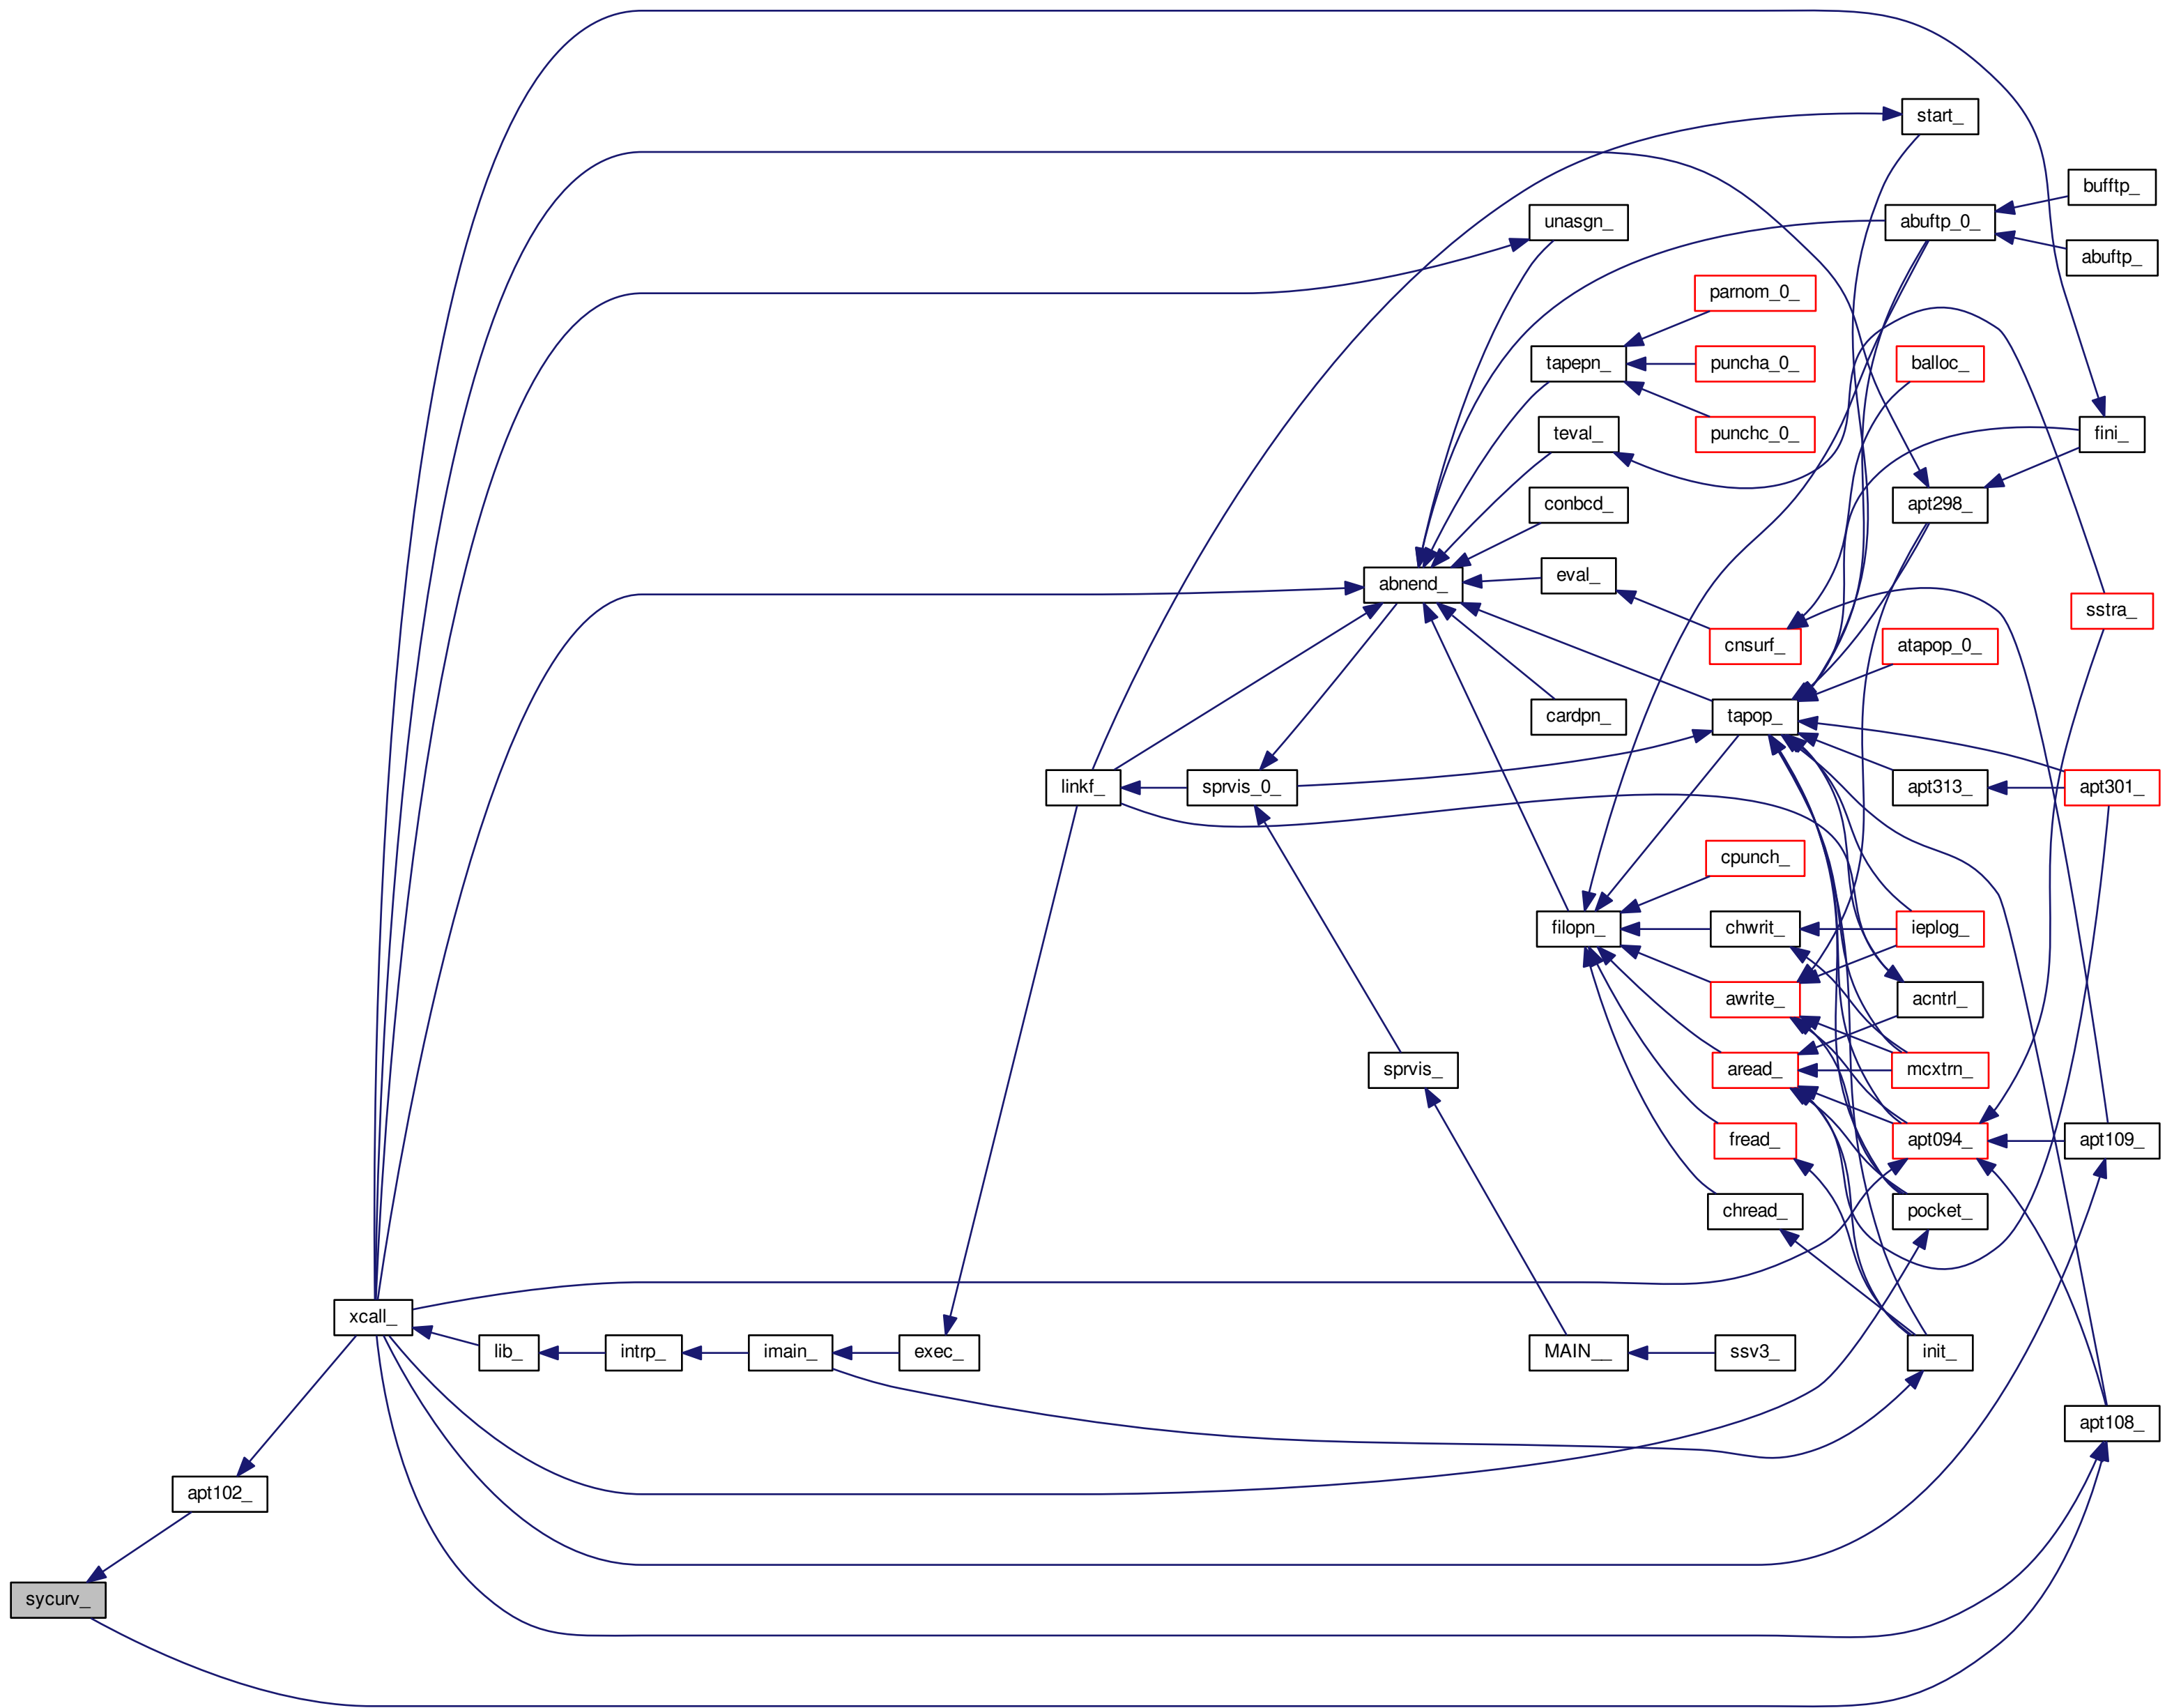 start_
bufftp_
unasgn_
abuftp_0_
abuftp_
parnom_0_
tapepn_
puncha_0_
balloc_
teval_
punchc_0_
fini_
conbcd_
apt298_
abnend_
eval_
sstra_
cnsurf_
atapop_0_
cardpn_
tapop_
linkf_
sprvis_0_
apt313_
apt301_
cpunch_
filopn_
chwrit_
ieplog_
awrite_
acntrl_
sprvis_
aread_
mcxtrn_
fread_
apt094_
apt109_
chread_
pocket_
xcall_
lib_
intrp_
imain_
exec_
MAIN__
ssv3_
init_
apt108_
apt102_
sycurv_